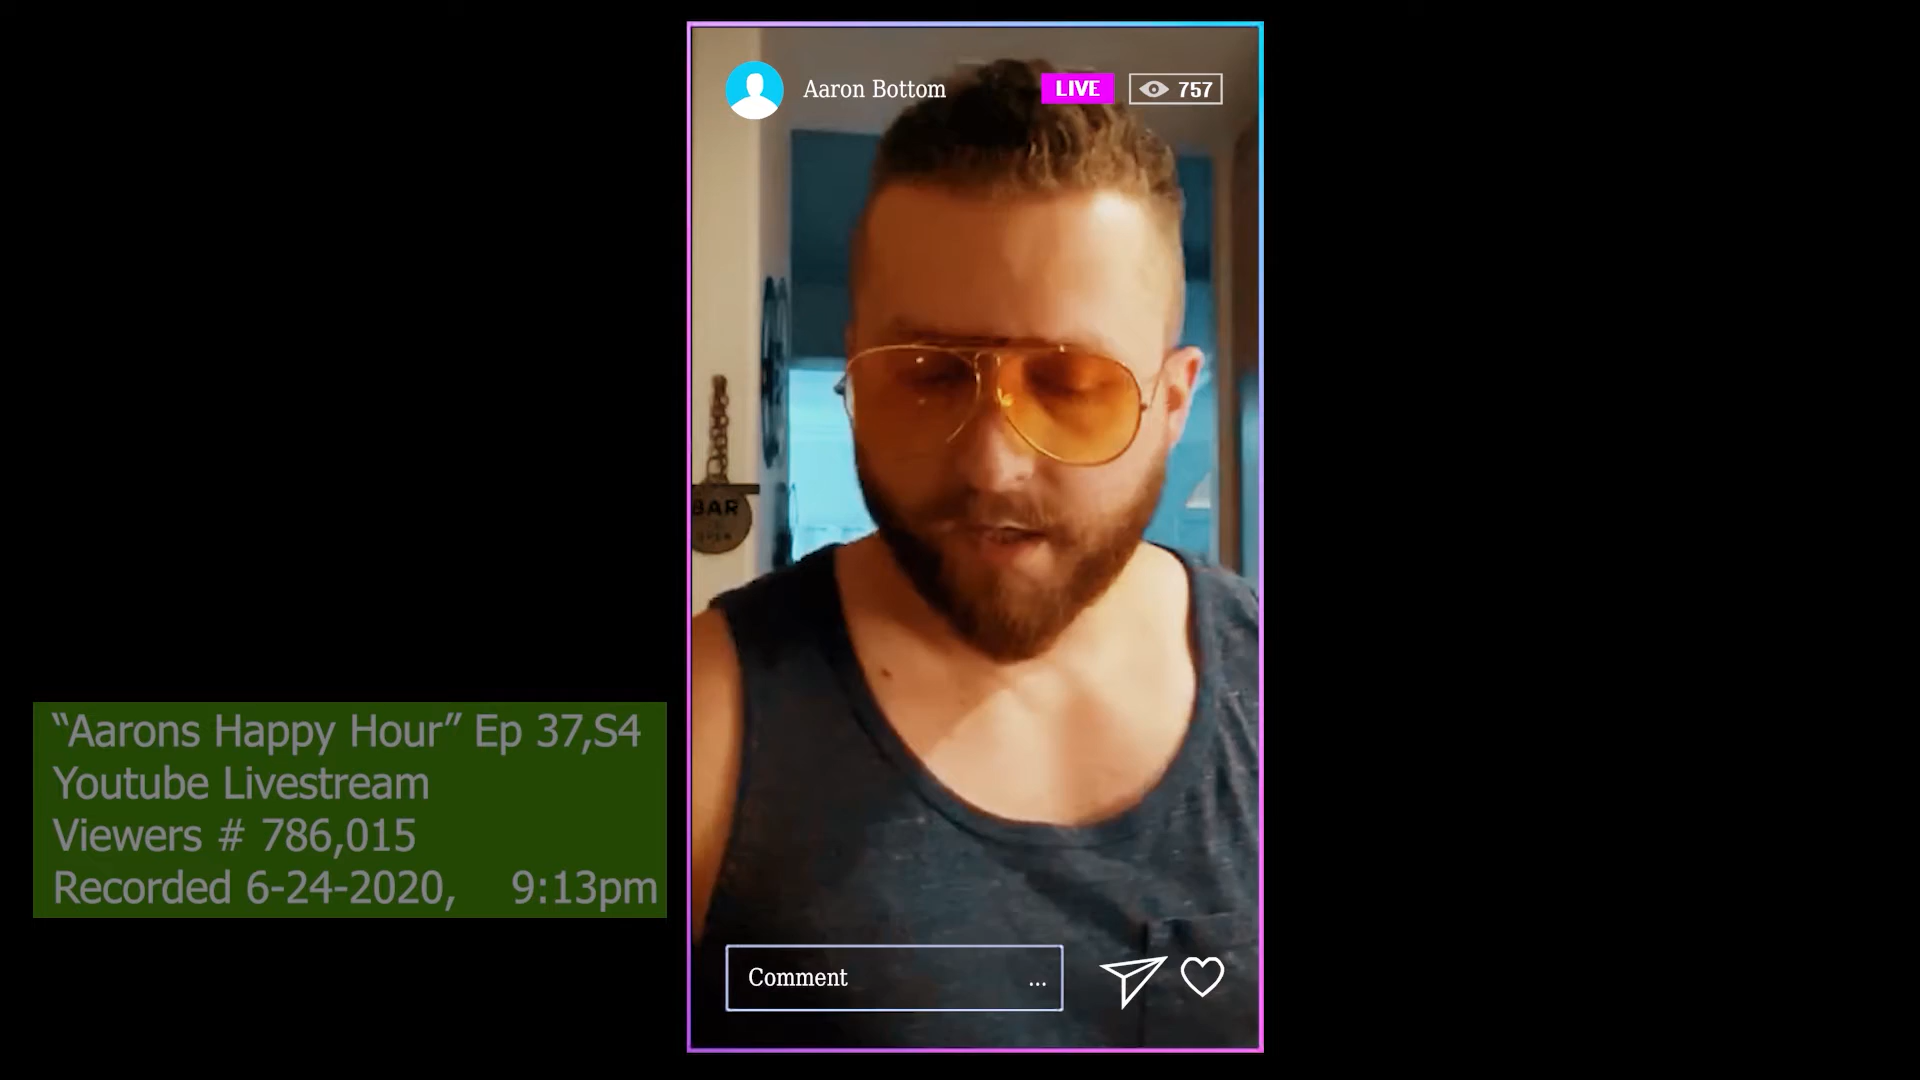 Aaron Bottom LIVE 757
BAR
OPEN
“Aarons Happy Hour” Ep 37,S4
Youtube Livestream
Viewers # 786,015
Recorded 6-24-2020, 9:13pm
Comment ...